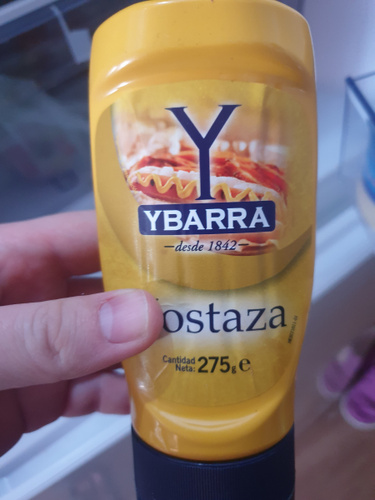 Y
YBARRA
desde 1842
ostaza
Cantidad
Neta: 275g e